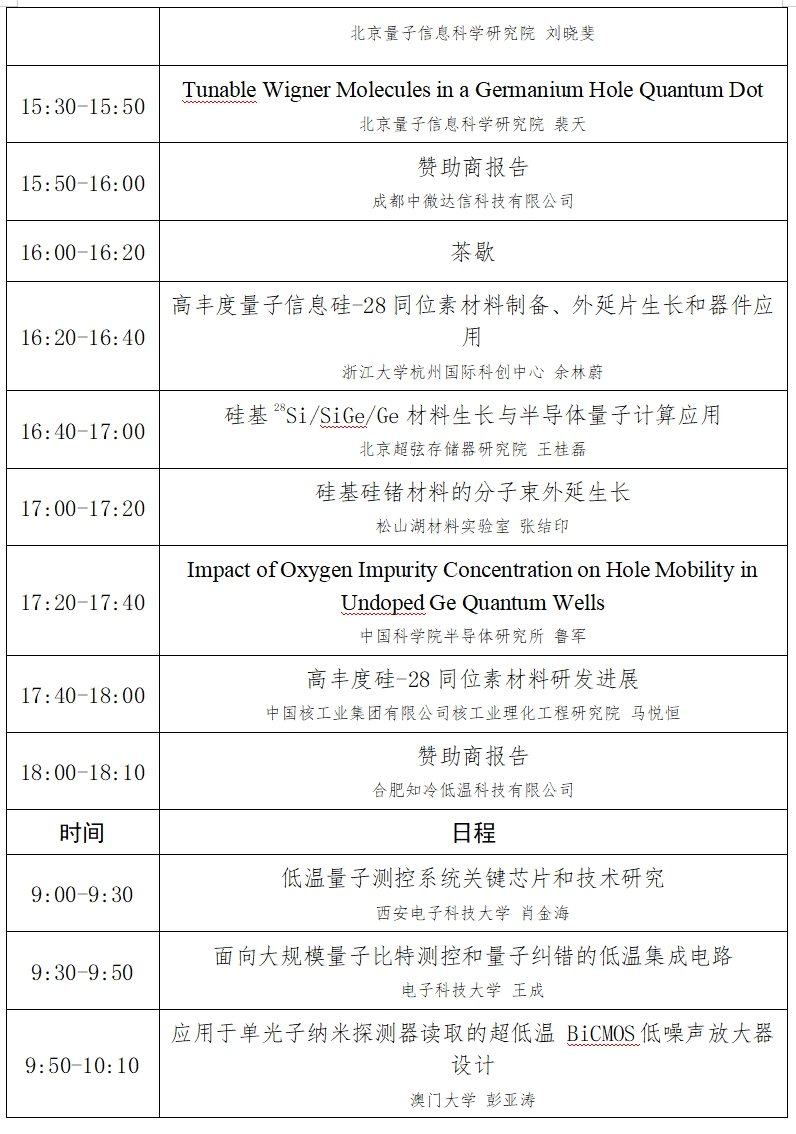 北京量子信息科学研究院 刘晓斐
15:30-15:50
Tunable Wigner Molecules in a Germanium Hole Quantum Dot
北京量子信息科学研究院 裴天
15:50-16:00
赞助商报告
成都中微达信科技有限公司
16:00-16:20
茶歇
16:20-16:40
高丰度量子信息硅-28 同位素材料制备、外延片生长和器件应
用
浙江大学杭州国际科创中心 余林蔚
16:40-17:00
硅基 28Si/SiGe/Ge 材料生长与半导体量子计算应用
北京超弦存储器研究院 王桂磊
17:00-17:20
硅基硅锗材料的分子束外延生长
松山湖材料实验室 张结印
17:20-17:40
Impact of Oxygen Impurity Concentration on Hole Mobility in
Undoped Ge Quantum Wells
中国科学院半导体研究所 鲁军
17:40-18:00
高丰度硅-28 同位素材料研发进展
中国核工业集团有限公司核工业理化工程研究院 马悦恒
18:00-18:10
赞助商报告
合肥知冷低温科技有限公司
时间
日程
9:00-9:30
低温量子测控系统关键芯片和技术研究
西安电子科技大学 肖金海
9:30-9:50
面向大规模量子比特测控和量子纠错的低温集成电路
电子科技大学 王成
9:50-10:10
应用于单光子纳米探测器读取的超低温 BiCMOS 低噪声放大器
设计
澳门大学 彭亚涛